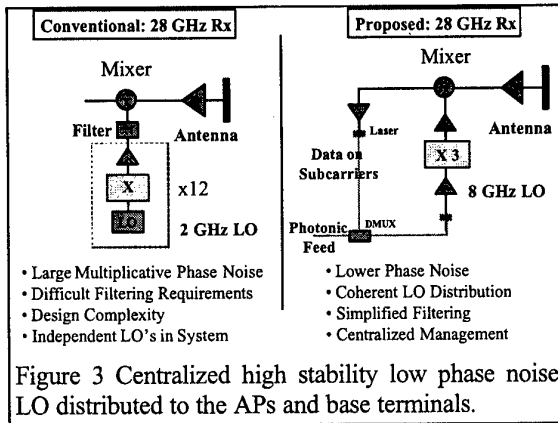 Conventional: 28 GHz Rx
Mixer
Filter
Antenna
X
x12
LO
2 GHz LO
• Large Multiplicative Phase Noise
• Difficult Filtering Requirements
• Design Complexity
• Independent LO's in System
Proposed: 28 GHz Rx
Mixer
Laser
Antenna
Data on
Subcarriers
X 3
8 GHz LO
Photonic
Feed
DMUX
• Lower Phase Noise
• Coherent LO Distribution
• Simplified Filtering
• Centralized Management
Figure 3 Centralized high stability low phase noise
LO distributed to the APs and base terminals.